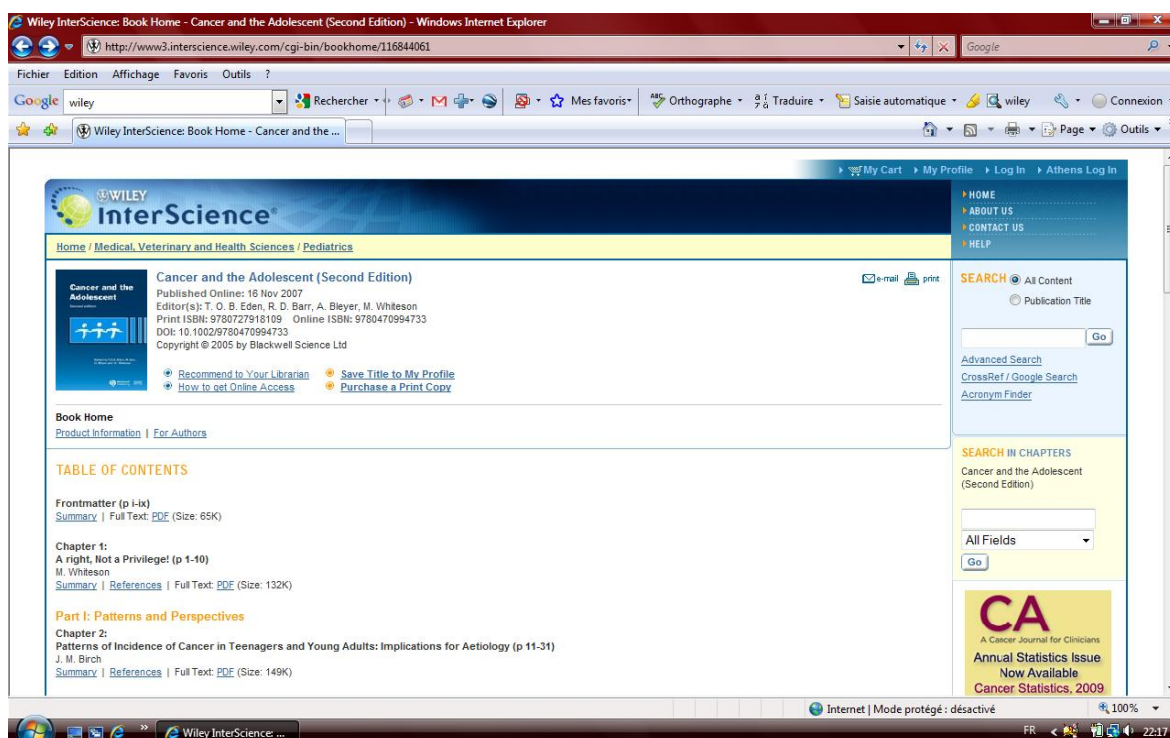 Wiley InterScience: Book Home - Cancer and the Adolescent (Second Edition) - Windows Internet Explorer
http://www3.interscience.wiley.com/cgi-bin/bookhome/116844061
Google
Fichier Edition Affichage Favoris Outils ?
Google wiley Rechercher Mes favoris Orthographe Traduire Saisie automatique wiley Connexion
Wiley InterScience: Book Home - Cancer and the ... Page Outils
My Cart My Profile Log In Athens Log In
WILEY
InterScience®
HOME
ABOUT US
CONTACT US
HELP
Home / Medical, Veterinary and Health Sciences / Pediatrics
Cancer and the
Adolescent
Cancer and the Adolescent (Second Edition)
Published Online: 16 Nov 2007
Editor(s): T. O. B. Eden, R. D. Barr, A. Bleyer, M. Whiteson
Print ISBN: 9780727918109 Online ISBN: 9780470994733
DOI: 10.1002/9780470994733
Copyright © 2005 by Blackwell Science Ltd
e-mail print
Recommend to Your Librarian Save Title to My Profile
How to get Online Access Purchase a Print Copy
Book Home
Product Information | For Authors
TABLE OF CONTENTS
Frontmatter (p i-ix)
Summary | Full Text: PDF (Size: 65K)
Chapter 1:
A right, Not a Privilege! (p 1-10)
M. Whiteson
Summary | References | Full Text: PDF (Size: 132K)
Part I: Patterns and Perspectives
Chapter 2:
Patterns of Incidence of Cancer in Teenagers and Young Adults: Implications for Aetiology (p 11-31)
J. M. Birch
Summary | References | Full Text: PDF (Size: 149K)
SEARCH All Content
Publication Title
Go
Advanced Search
CrossRef / Google Search
Acronym Finder
SEARCH IN CHAPTERS
Cancer and the Adolescent
(Second Edition)
All Fields
Go
CA
A Cancer Journal for Clinicians
Annual Statistics Issue
Now Available
Cancer Statistics, 2009
Internet | Mode protégé : désactivé 100%
Wiley InterScience: ... FR 22:17